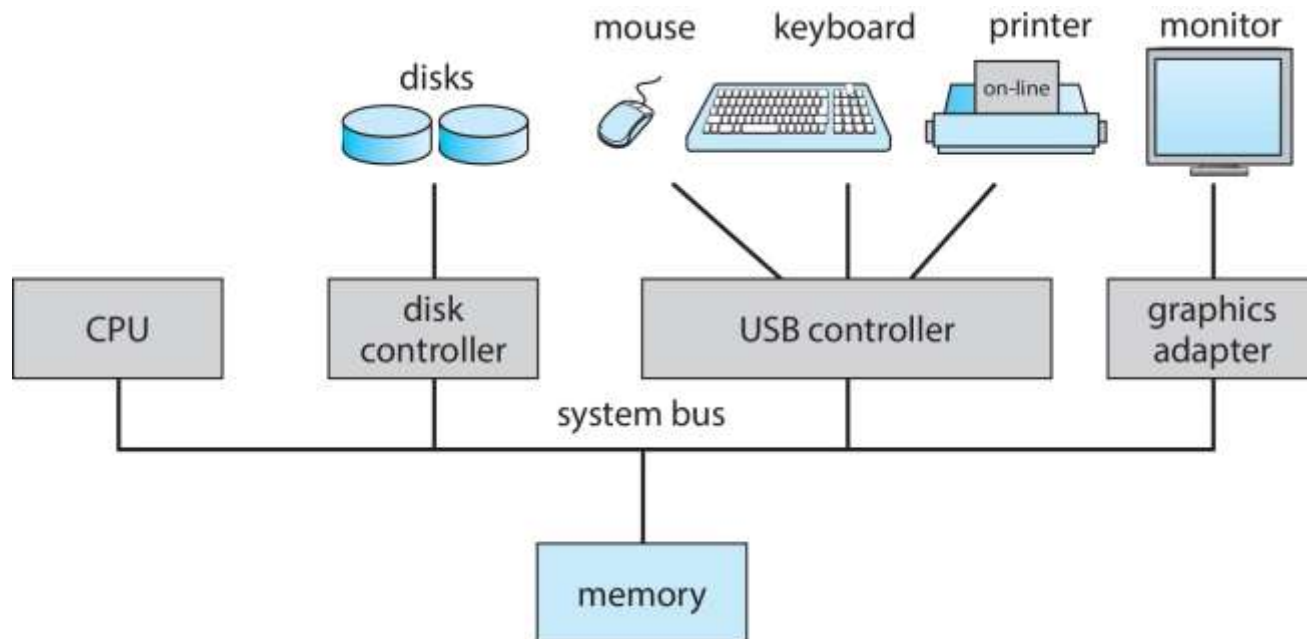 mouse
keyboard
printer
monitor
disks
on-line
CPU
disk
controller
USB controller
graphics
adapter
system bus
memory